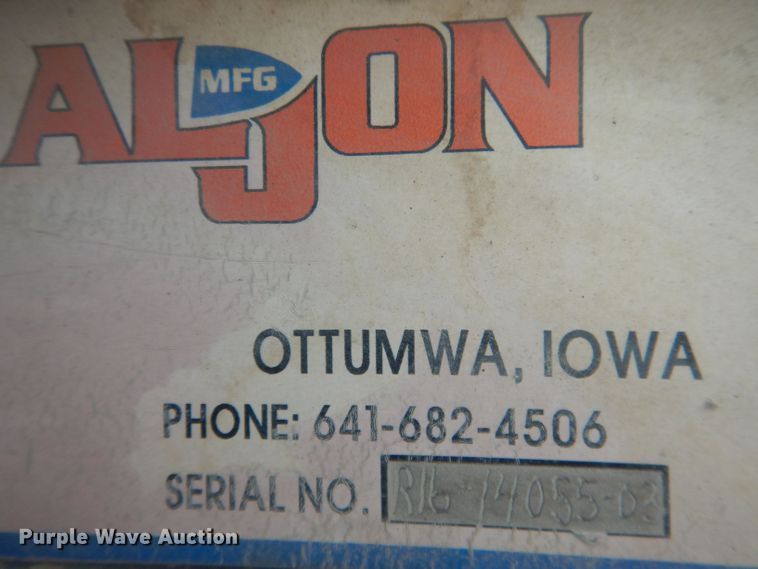 ALJON
MFG
OTTUMWA, IOWA
PHONE: 641-682-4506
SERIAL NO.
Purple Wave Auction